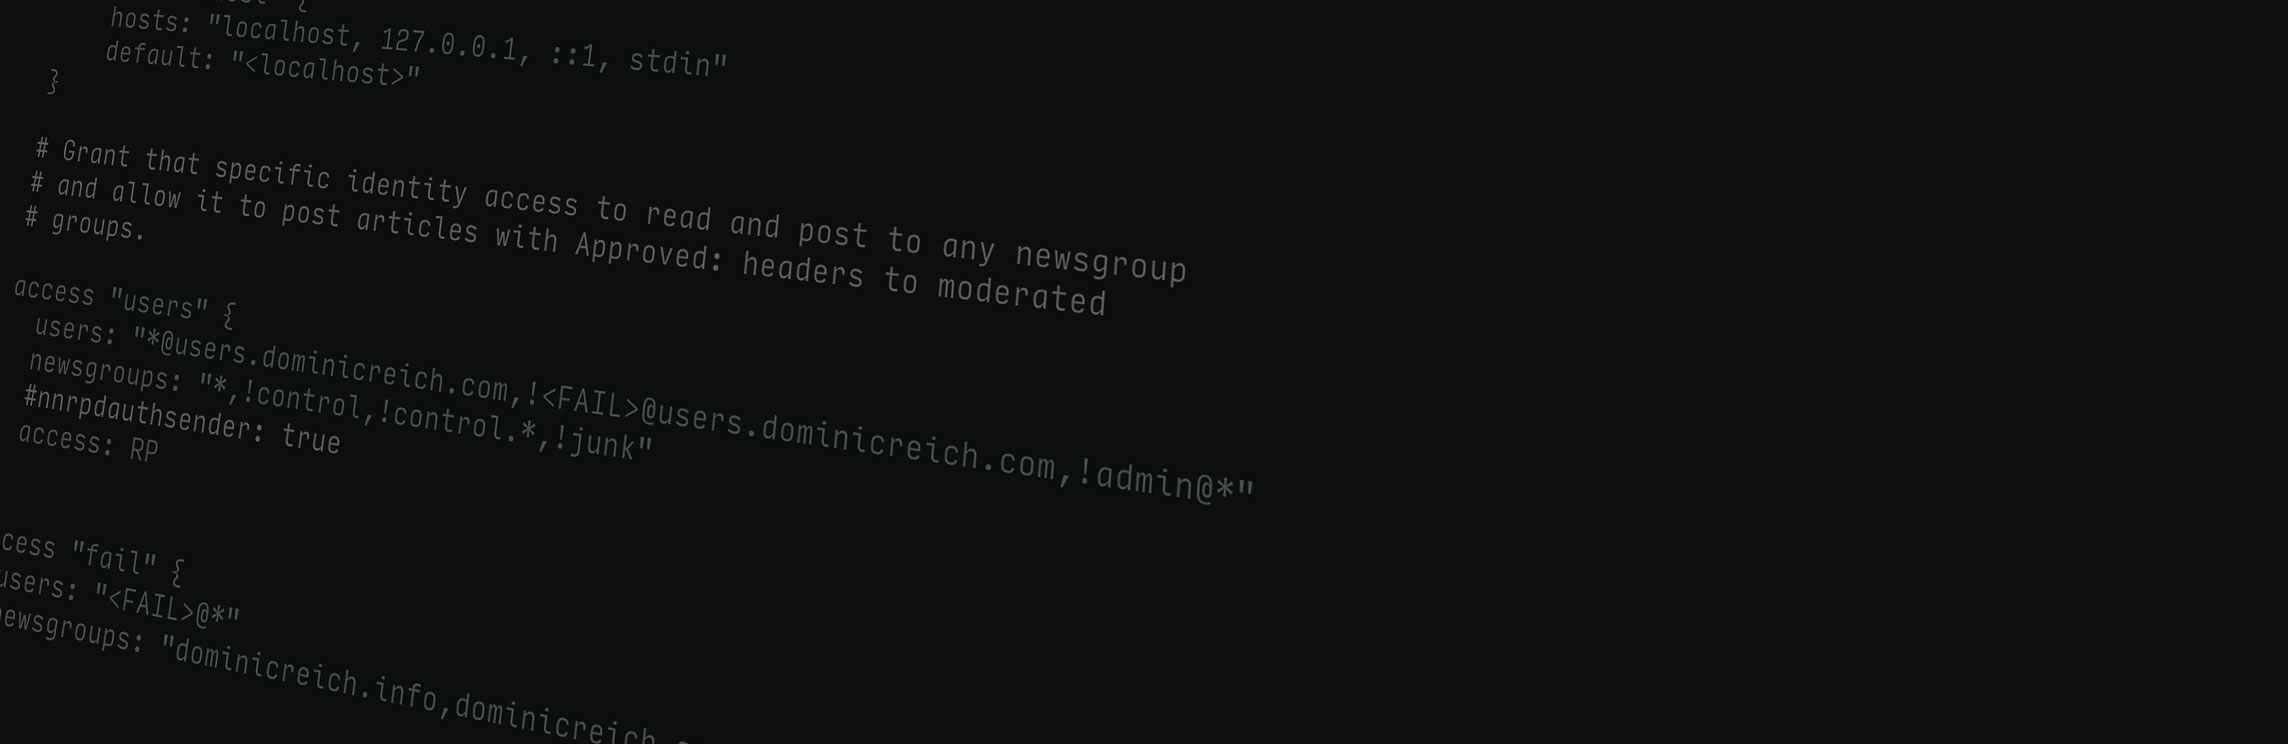 {
hosts: "localhost, 127.0.0.1, ::1, stdin"
default: "<localhost>"
}
# Grant that specific identity access to read and post to any newsgroup
# and allow it to post articles with Approved: headers to moderated
# groups.
access "users" {
users: "*@users.dominicreich.com,!<FAIL>@users.dominicreich.com,!admin@*"
newsgroups: "*,!control,!control.*,!junk"
#nnrpdauthsender: true
access: RP
cess "fail" {
users: "<FAIL>@*"
newsgroups: "dominicreich.info,dominicreich.